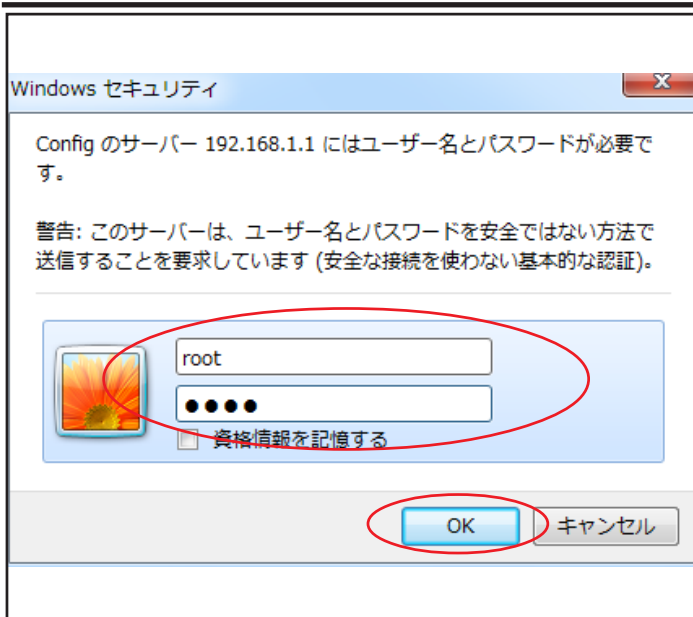 Windows セキュリティ
Config のサーバー 192.168.1.1 にはユーザー名とパスワードが必要で
す。
警告: このサーバーは、ユーザー名とパスワードを安全ではない方法で
送信することを要求しています (安全な接続を使わない基本的な認証)。
root
●●●●
資格情報を記憶する
OK キャンセル